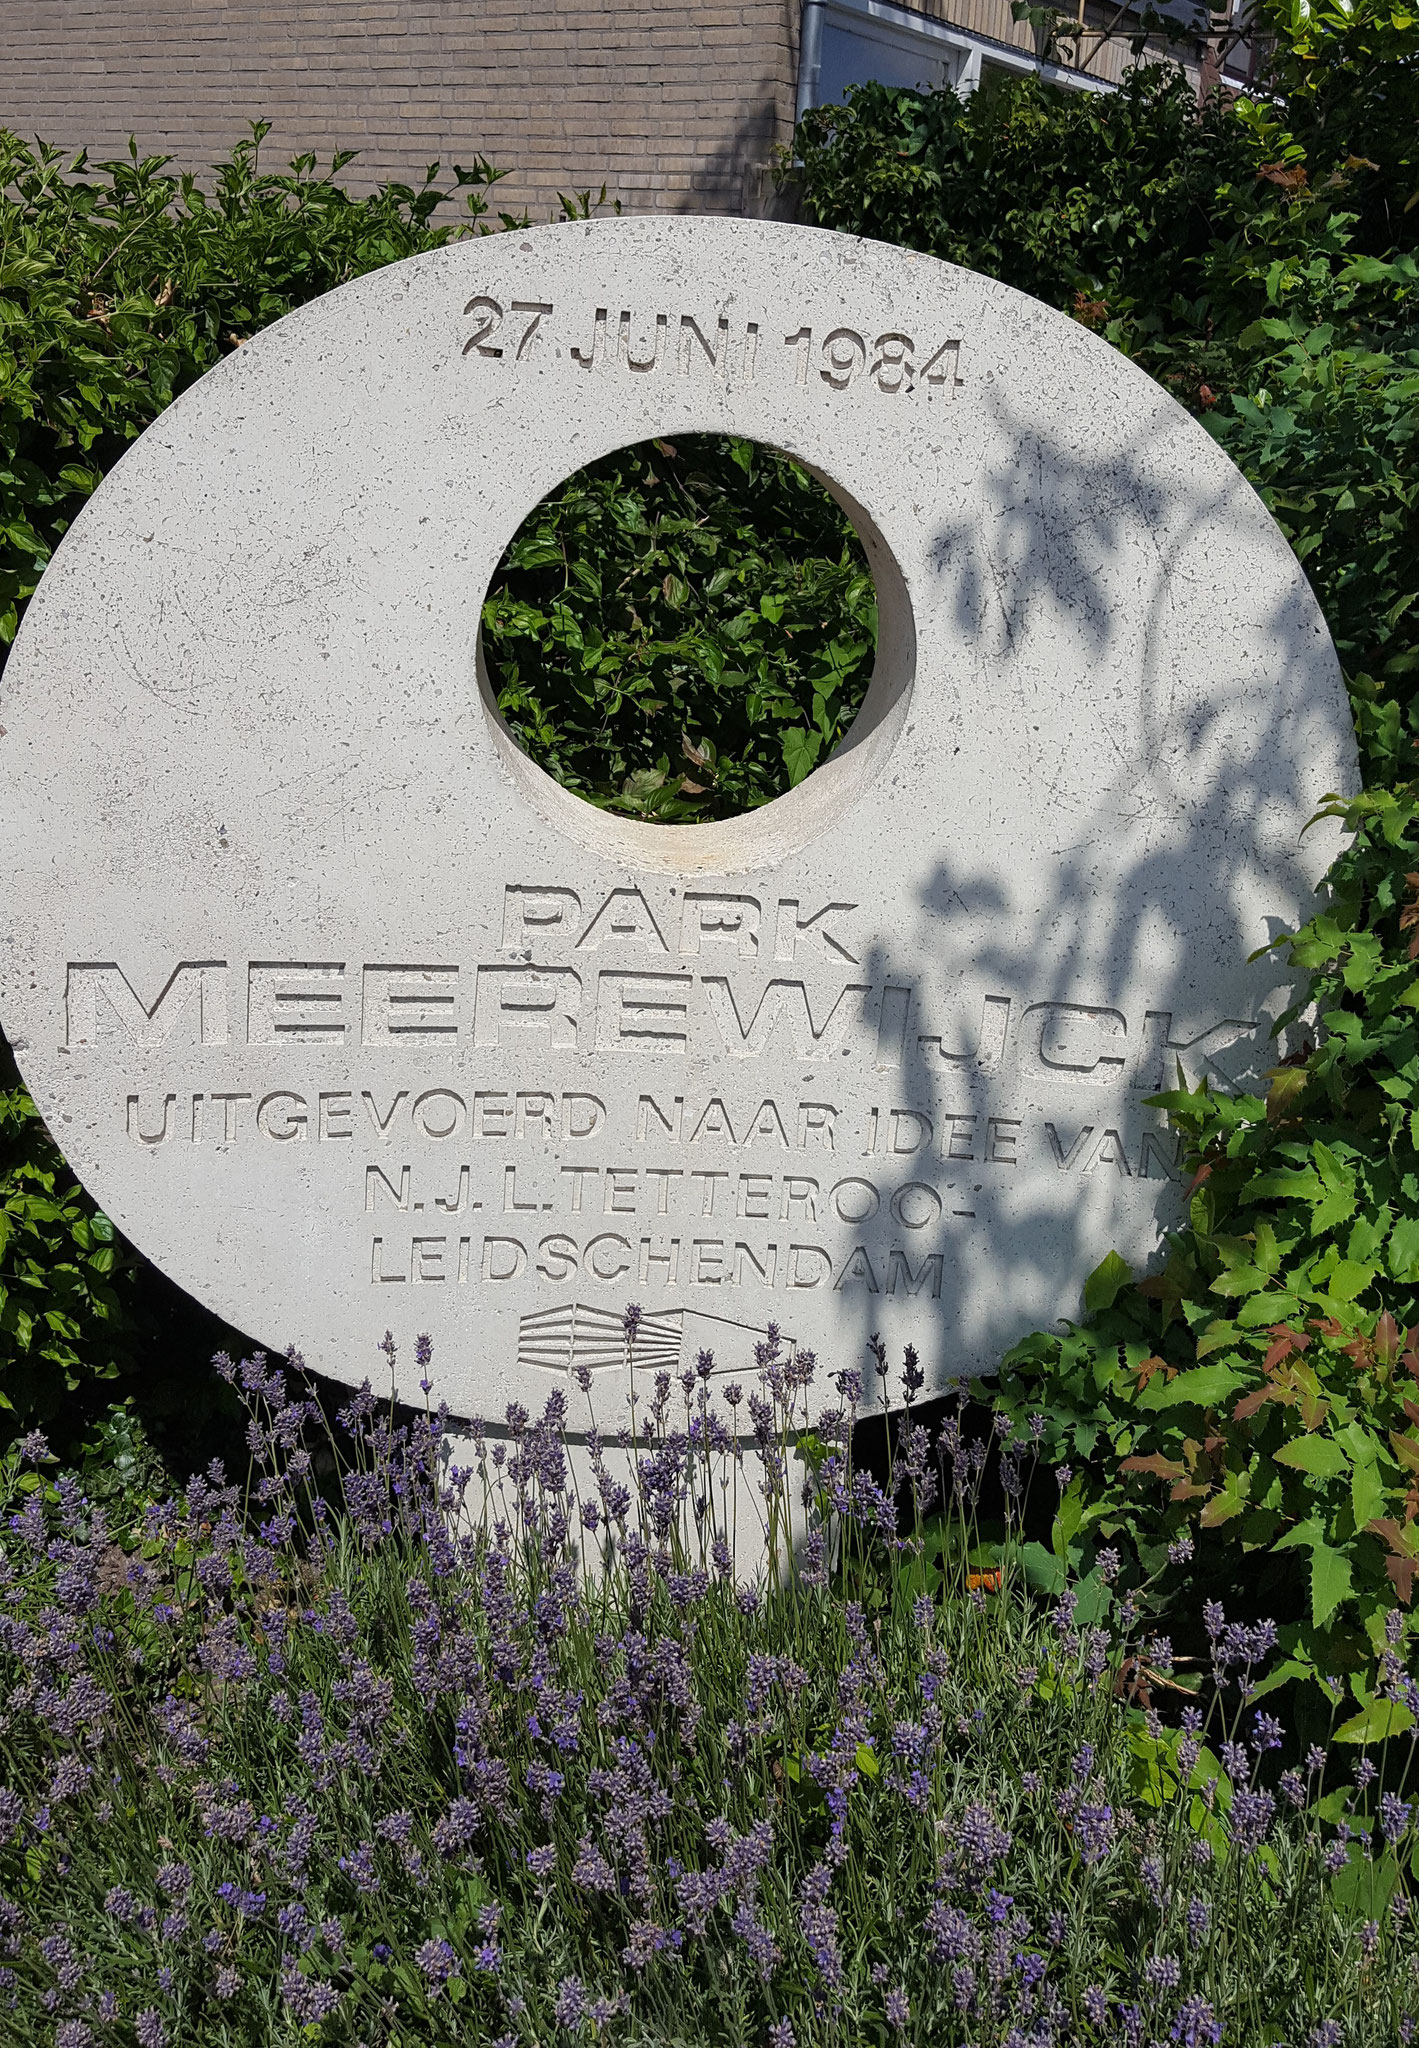 27 JUNI 1984
PARK
MEEREWIJCK
UITGEVOERD NAAR IDEE VAN
N.J.L. TETTEROO-
LEIDSCHENDAM